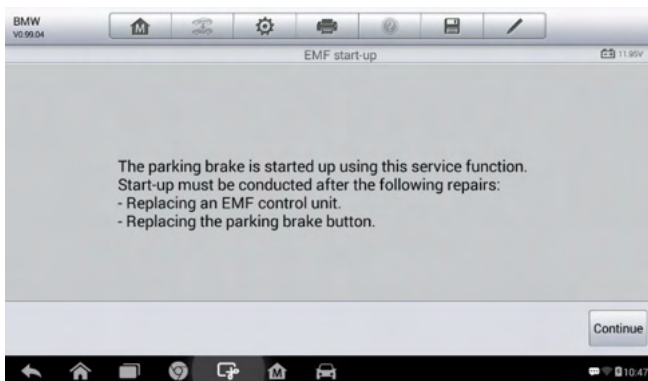 BMW
V0.99.04
M
EMF start-up
11.95V
The parking brake is started up using this service function.
Start-up must be conducted after the following repairs:
- Replacing an EMF control unit.
- Replacing the parking brake button.
Continue
M
10:47